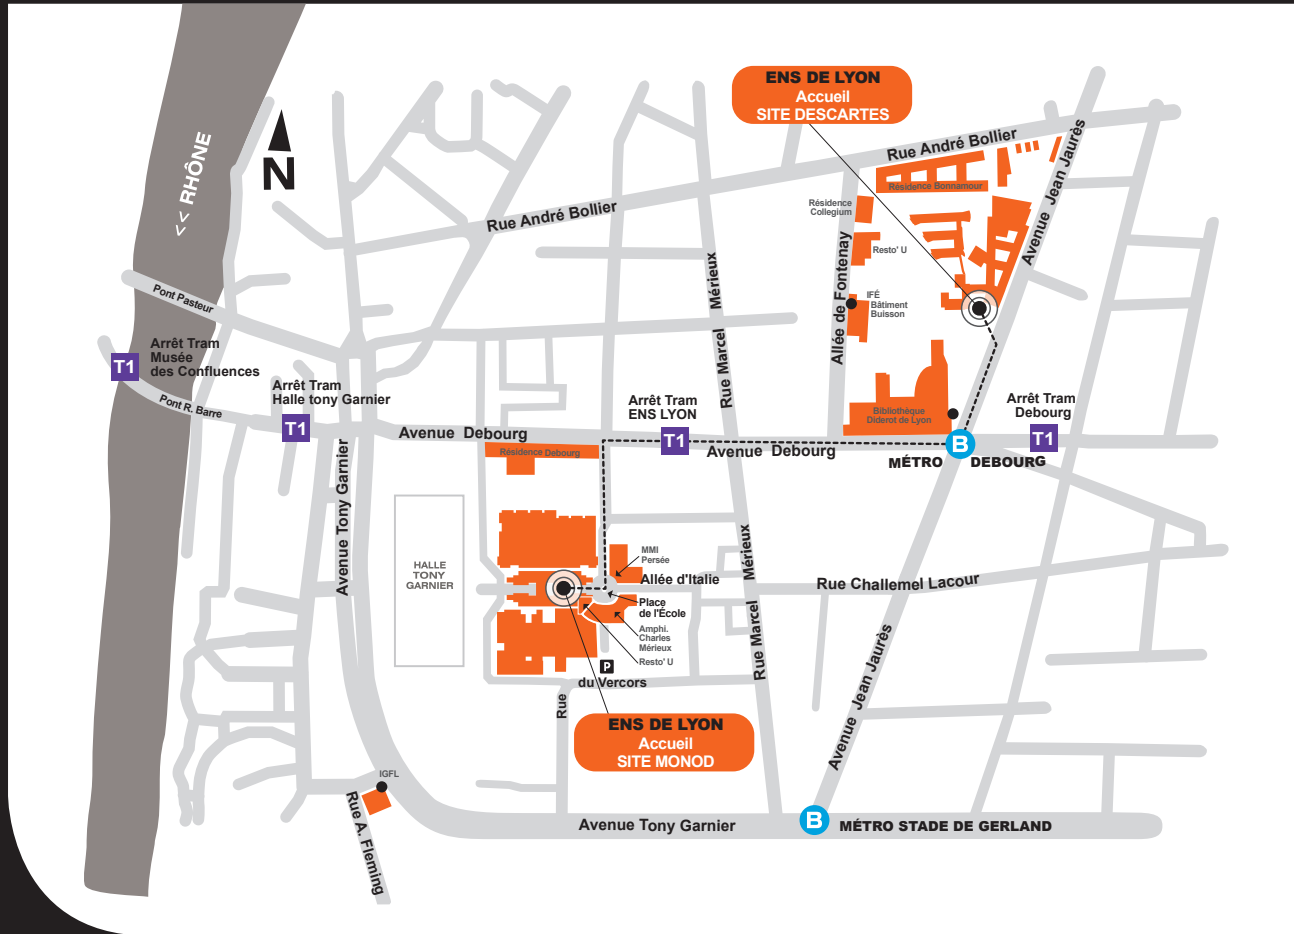 ENS DE LYON
Accueil
SITE DESCARTES
Rue André Bollier
Avenue Jean Jaurès
<< RHÔNE
N
Résidence Bonnamour
Résidence
Collegium
Rue André Bollier
Resto' U
Allée de Fontenay
Mérieux
Pont Pasteur
IFÉ
Bâtiment
Buisson
Rue Marcel
T1
Arrêt Tram
Musée
des Confluences
Pont R. Barre
Arrêt Tram
Halle tony Garnier
T1
Arrêt Tram
ENS LYON
T1
Arrêt Tram
Debourg
T1
Bibliothèque
Diderot de Lyon
Avenue Debourg
Avenue Debourg
B
MÉTRO DEBOURG
Résidence Debourg
Avenue Tony Garnier
HALLE
TONY
GARNIER
MMI
Persée
Allée d'Italie
Mérieux
Rue Challemel Lacour
Place
de l'École
Amphi.
Charles
Mérieux
Resto' U
Rue Marcel
P
du Vercors
Rue
Avenue Jean Jaurès
ENS DE LYON
Accueil
SITE MONOD
IGFL
Rue A. Fleming
Avenue Tony Garnier
B
MÉTRO STADE DE GERLAND